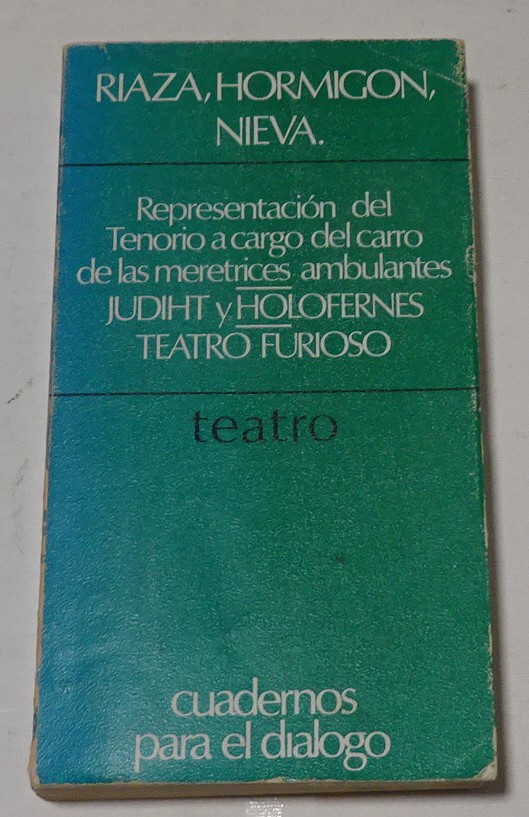 RIAZA, HORMIGON,
NIEVA.
Representación del
Tenorio a cargo del carro
de las meretrices ambulantes
JUDIHT y HOLOFERNES
TEATRO FURIOSO
teatro
cuadernos
para el dialogo